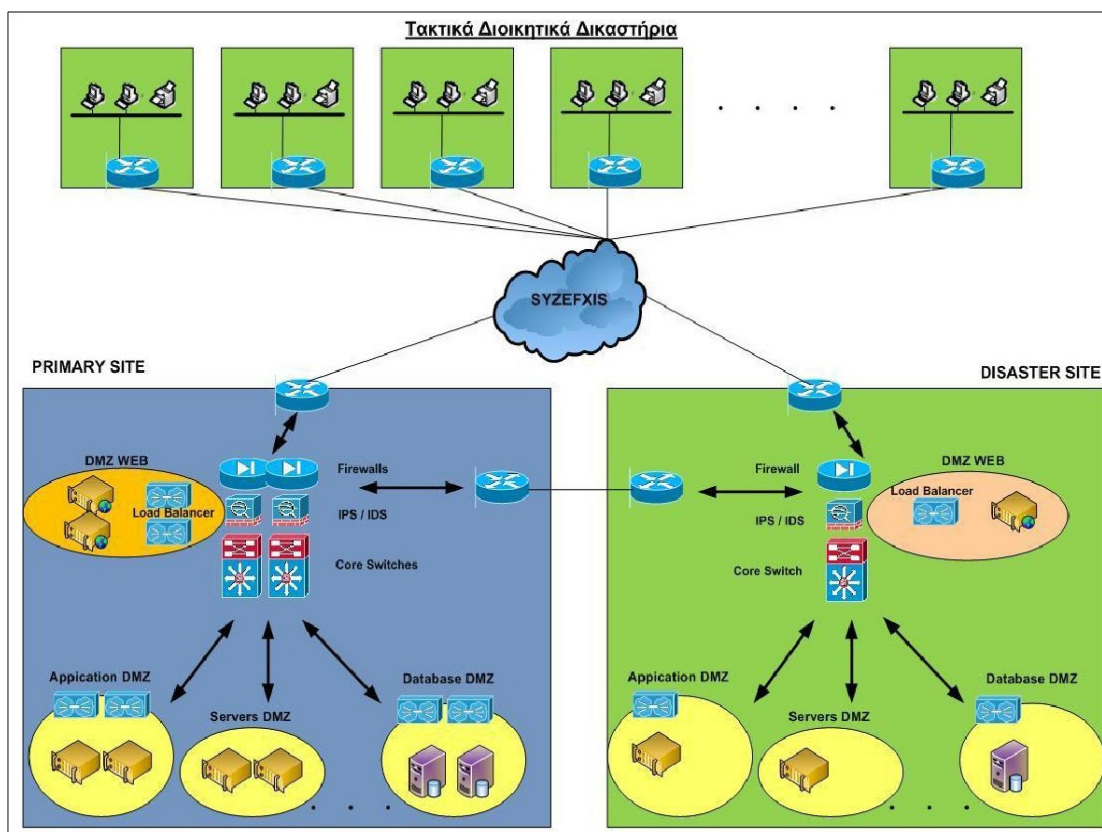 Τακτικά Διοικητικά Δικαστήρια
SYZEFXIS
PRIMARY SITE
DISASTER SITE
DMZ WEB
Load Balancer
Firewalls
IPS / IDS
Core Switches
Firewall
IPS / IDS
Core Switch
DMZ WEB
Load Balancer
Appication DMZ
Servers DMZ
Database DMZ
Appication DMZ
Servers DMZ
Database DMZ